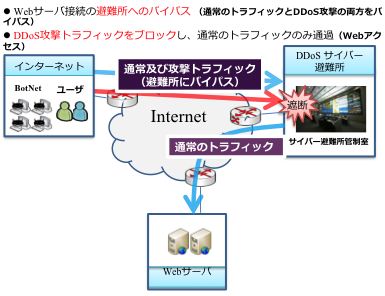 ● Webサーバ接続の避難所へのバイパス （通常のトラフィックとDDoS攻撃の両方をバ
イパス）
● DDoS攻撃トラフィックをブロックし、通常のトラフィックのみ通過（Webアク
セス）
インターネット
BotNet
ユーザ
通常及び攻撃トラフィック
（避難所にバイパス）
DDoS サイバー
避難所
遮断
サイバー避難所管制室
Internet
通常のトラフィック
Webサーバ